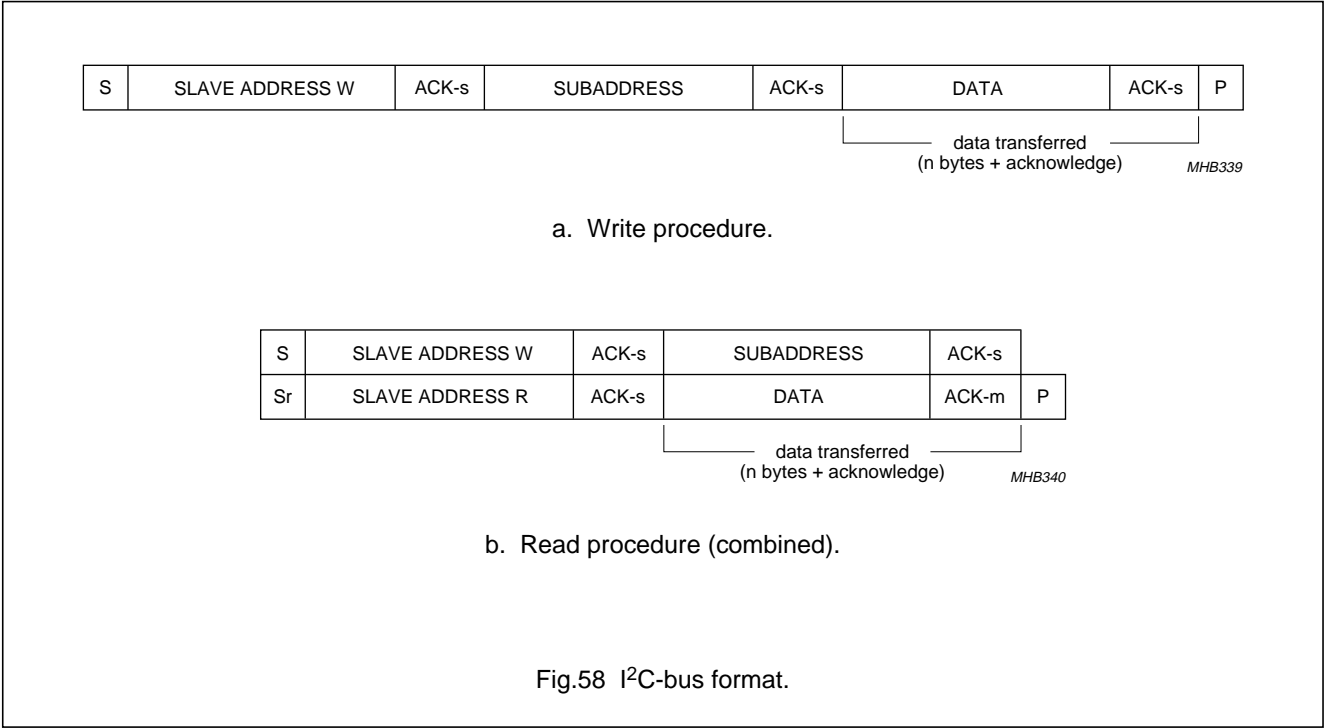 S SLAVE ADDRESS W ACK-s SUBADDRESS ACK-s DATA ACK-s P
data transferred
(n bytes + acknowledge)
MHB339
a. Write procedure.
S SLAVE ADDRESS W ACK-s SUBADDRESS ACK-s
Sr SLAVE ADDRESS R ACK-s DATA ACK-m P
data transferred
(n bytes + acknowledge)
MHB340
b. Read procedure (combined).
Fig.58 I²C-bus format.